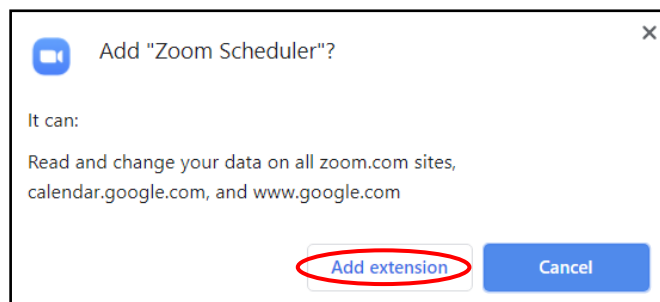 Add "Zoom Scheduler"?
It can:
Read and change your data on all zoom.com sites,
calendar.google.com, and www.google.com
Add extension
Cancel